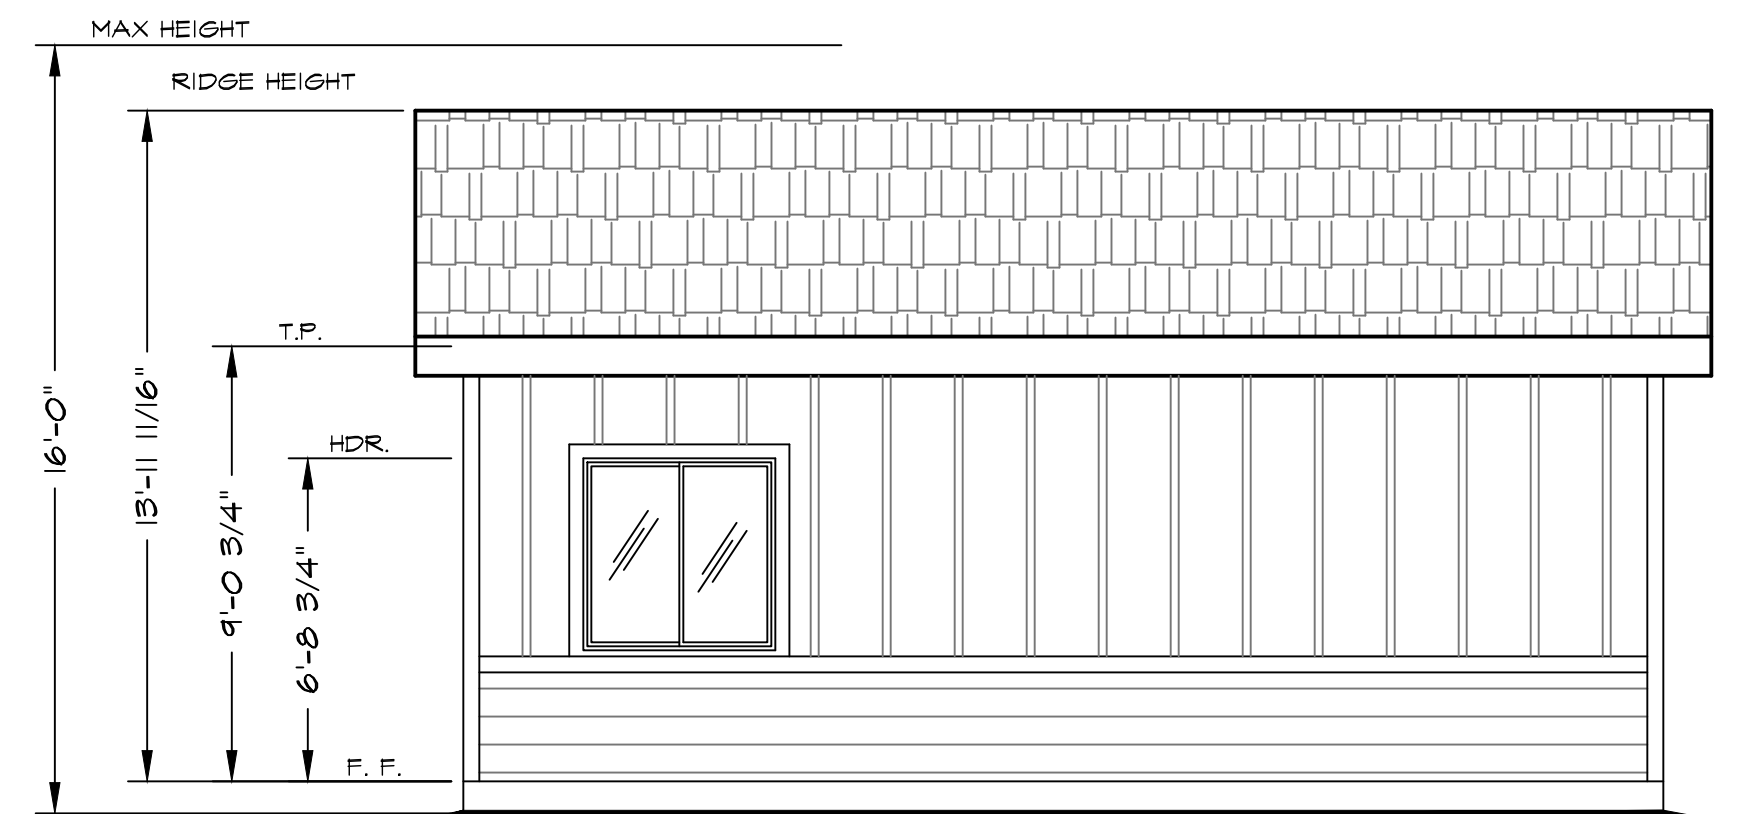 MAX HEIGHT
RIDGE HEIGHT
T.P.
HDR.
F. F.
16'-0"
13'-11 11/16"
9'-0 3/4"
6'-8 3/4"